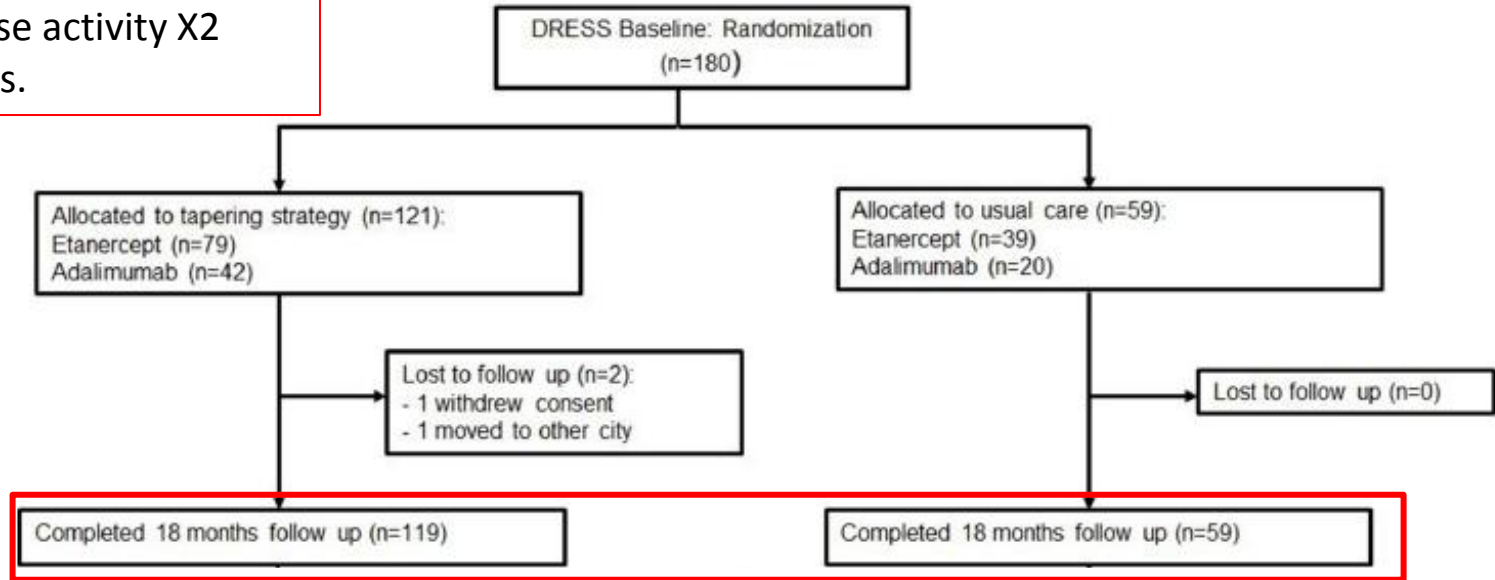 se activity X2
s.
DRESS Baseline: Randomization
(n=180)
Allocated to tapering strategy (n=121):
Etanercept (n=79)
Adalimumab (n=42)
Allocated to usual care (n=59):
Etanercept (n=39)
Adalimumab (n=20)
Lost to follow up (n=2):
- 1 withdrew consent
- 1 moved to other city
Lost to follow up (n=0)
Completed 18 months follow up (n=119)
Completed 18 months follow up (n=59)